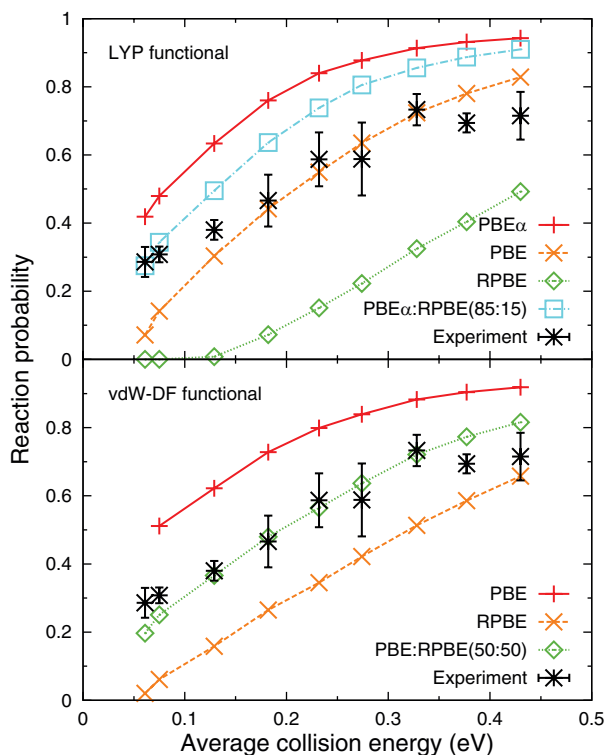 LYP functional
1
0.8
0.6
0.4
0.2
0
PBEα
PBE
RPBE
PBEα:RPBE(85:15)
Experiment
Reaction probability
vdW-DF functional
0.8
0.6
0.4
0.2
0
PBE
RPBE
PBE:RPBE(50:50)
Experiment
0 0.1 0.2 0.3 0.4 0.5
Average collision energy (eV)